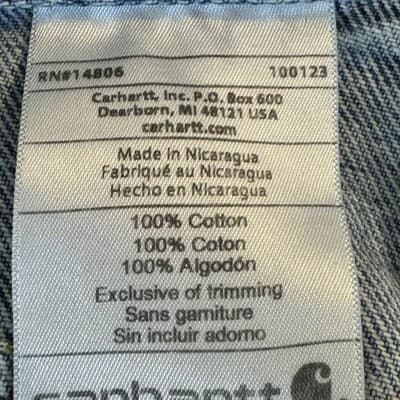 RN#14806 100123
Carhartt, Inc. P.O. Box 600
Dearborn, MI 48121 USA
carhartt.com
Made in Nicaragua
Fabriqué au Nicaragua
Hecho en Nicaragua
100% Cotton
100% Coton
100% Algodón
Exclusive of trimming
Sans garniture
Sin incluir adorno
carhartt